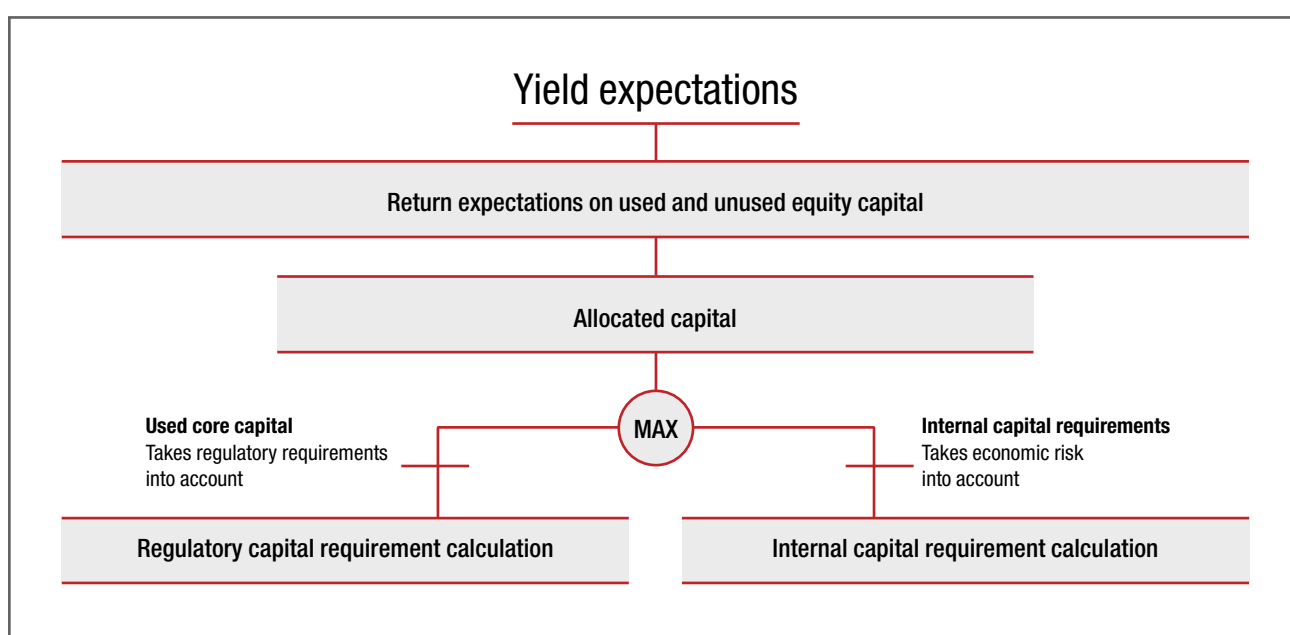 Yield expectations
Return expectations on used and unused equity capital
Allocated capital
MAX
Used core capital
Takes regulatory requirements
into account
Internal capital requirements
Takes economic risk
into account
Regulatory capital requirement calculation
Internal capital requirement calculation